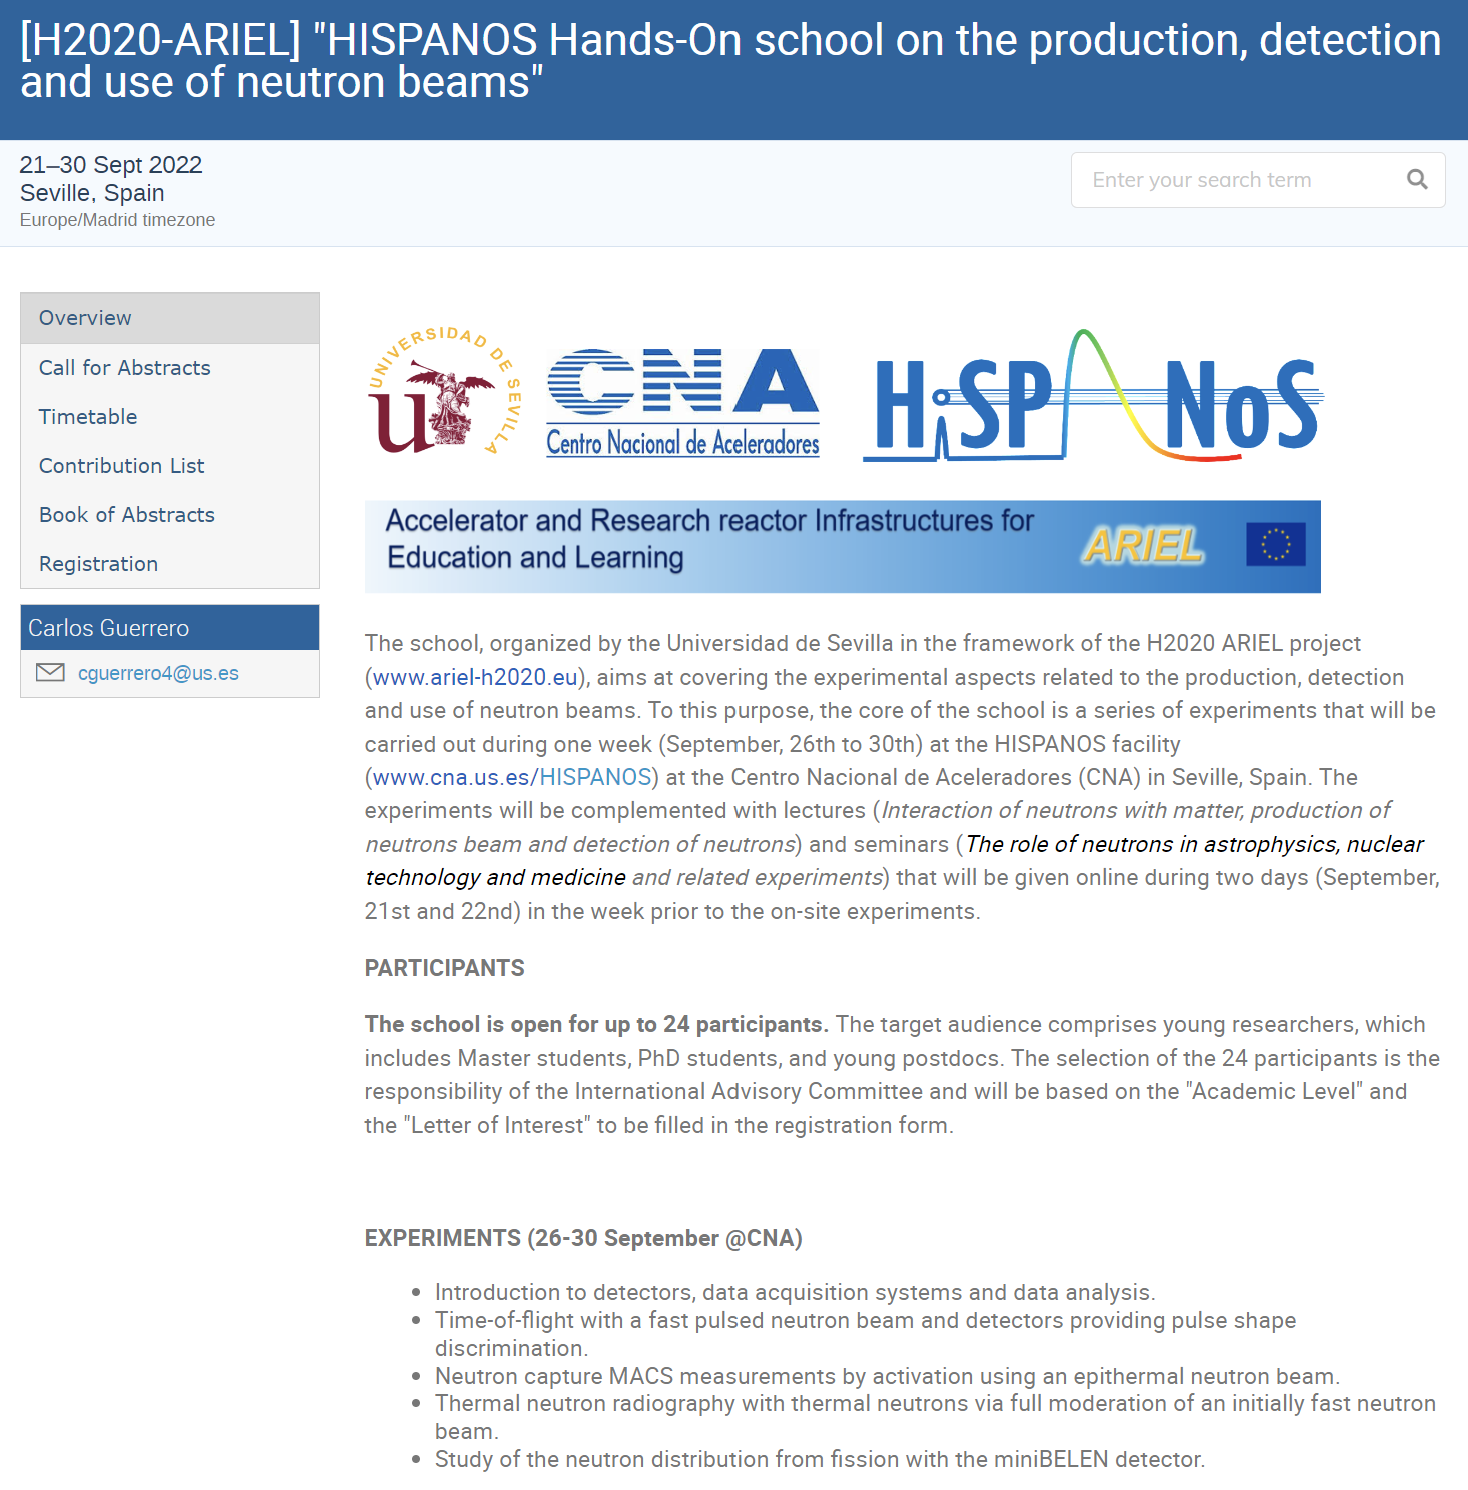 [H2020-ARIEL] "HISPANOS Hands-On school on the production, detection
and use of neutron beams"
21–30 Sept 2022
Seville, Spain
Europe/Madrid timezone
Enter your search term
Overview
Call for Abstracts
Timetable
Contribution List
Book of Abstracts
Registration
Carlos Guerrero
cguerrero4@us.es
UNIVERSIDAD DE SEVILLA
u
CNA
Centro Nacional de Aceleradores
HiSPANoS
Accelerator and Research reactor Infrastructures for
Education and Learning
ARIEL
The school, organized by the Universidad de Sevilla in the framework of the H2020 ARIEL project
(www.ariel-h2020.eu), aims at covering the experimental aspects related to the production, detection
and use of neutron beams. To this purpose, the core of the school is a series of experiments that will be
carried out during one week (September, 26th to 30th) at the HISPANOS facility
(www.cna.us.es/HISPANOS) at the Centro Nacional de Aceleradores (CNA) in Seville, Spain. The
experiments will be complemented with lectures (Interaction of neutrons with matter, production of
neutrons beam and detection of neutrons) and seminars (The role of neutrons in astrophysics, nuclear
technology and medicine and related experiments) that will be given online during two days (September,
21st and 22nd) in the week prior to the on-site experiments.
PARTICIPANTS
The school is open for up to 24 participants. The target audience comprises young researchers, which
includes Master students, PhD students, and young postdocs. The selection of the 24 participants is the
responsibility of the International Advisory Committee and will be based on the "Academic Level" and
the "Letter of Interest" to be filled in the registration form.
EXPERIMENTS (26-30 September @CNA)
• Introduction to detectors, data acquisition systems and data analysis.
• Time-of-flight with a fast pulsed neutron beam and detectors providing pulse shape
discrimination.
• Neutron capture MACS measurements by activation using an epithermal neutron beam.
• Thermal neutron radiography with thermal neutrons via full moderation of an initially fast neutron
beam.
• Study of the neutron distribution from fission with the miniBELEN detector.